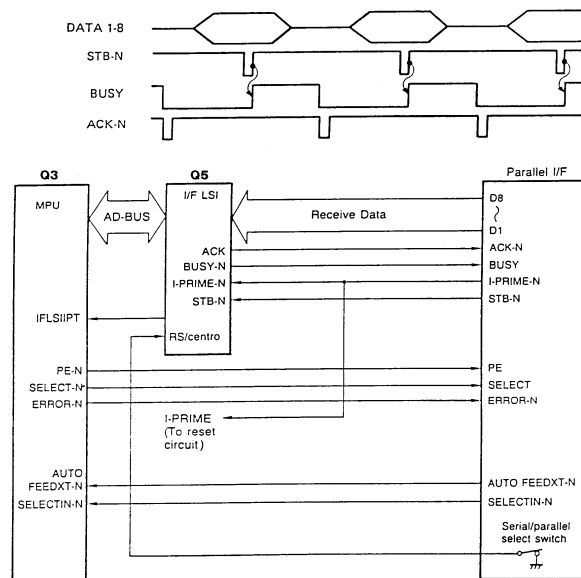 DATA 1-8
STB-N
BUSY
ACK-N
Q3
Q5
Parallel I/F
MPU
I/F LSI
D8
AD-BUS
Receive Data
D1
ACK
ACK-N
BUSY-N
BUSY
I-PRIME-N
I-PRIME-N
STB-N
STB-N
IFLSIIPT
RS/centro
PE-N
PE
SELECT-N
SELECT
ERROR-N
ERROR-N
I-PRIME
(To reset
circuit)
AUTO
FEEDXT-N
AUTO FEEDXT-N
SELECTIN-N
SELECTIN-N
Serial/parallel
select switch